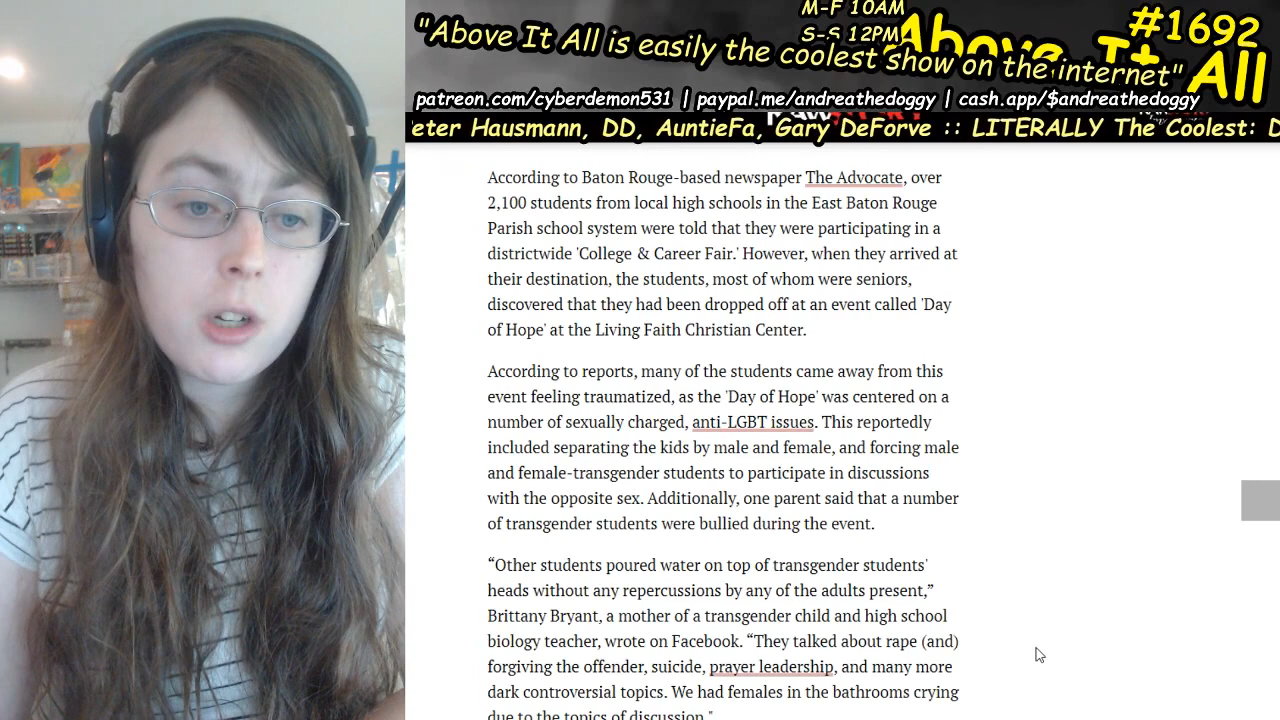 M-F 10AM
S-S 12PM
Above It All
#1692
"Above It All is easily the coolest show on the internet"
patreon.com/cyberdemon531 | paypal.me/andreathedoggy | cash.app/$andreathedoggy
eter Hausmann, DD, AuntieFa, Gary DeForve :: LITERALLY The Coolest: D
According to Baton Rouge-based newspaper The Advocate, over
2,100 students from local high schools in the East Baton Rouge
Parish school system were told that they were participating in a
districtwide 'College & Career Fair.' However, when they arrived at
their destination, the students, most of whom were seniors,
discovered that they had been dropped off at an event called 'Day
of Hope' at the Living Faith Christian Center.
According to reports, many of the students came away from this
event feeling traumatized, as the 'Day of Hope' was centered on a
number of sexually charged, anti-LGBT issues. This reportedly
included separating the kids by male and female, and forcing male
and female-transgender students to participate in discussions
with the opposite sex. Additionally, one parent said that a number
of transgender students were bullied during the event.
“Other students poured water on top of transgender students'
heads without any repercussions by any of the adults present,”
Brittany Bryant, a mother of a transgender child and high school
biology teacher, wrote on Facebook. “They talked about rape (and)
forgiving the offender, suicide, prayer leadership, and many more
dark controversial topics. We had females in the bathrooms crying
due to the topics of discussion."